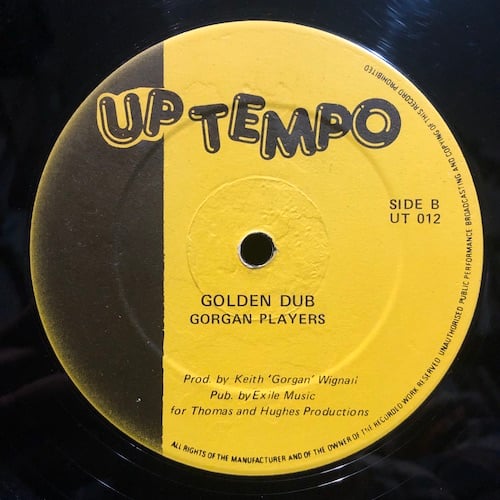 UP TEMPO
SIDE B
UT 012
GOLDEN DUB
GORGAN PLAYERS
Prod. by Keith 'Gorgan' Wignall
Pub. by Exile Music
for Thomas and Hughes Productions
ALL RIGHTS OF THE MANUFACTURER AND OF THE OWNER OF THE RECORDED WORK RESERVED UNAUTHORISED PUBLIC PERFORMANCE BROADCASTING AND COPYING OF THIS RECORD PROHIBITED